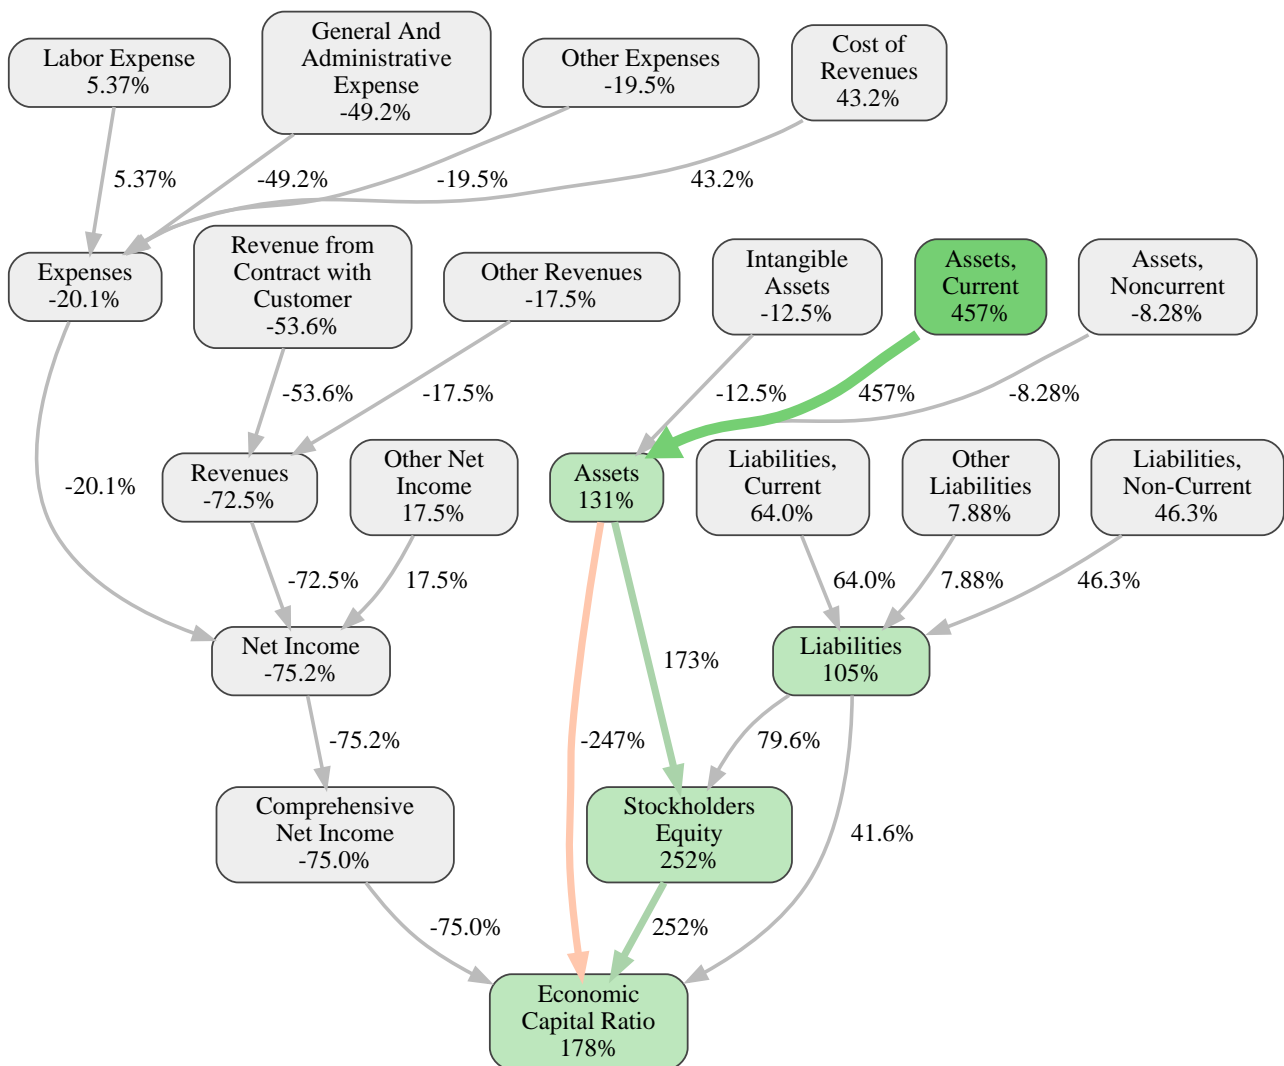 Labor Expense
5.37%
General And
Administrative
Expense
-49.2%
Other Expenses
-19.5%
Cost of
Revenues
43.2%
5.37%
-49.2%
-19.5%
43.2%
Expenses
-20.1%
Revenue from
Contract with
Customer
-53.6%
Other Revenues
-17.5%
Intangible
Assets
-12.5%
Assets,
Current
457%
Assets,
Noncurrent
-8.28%
-53.6%
-17.5%
-12.5%
457%
-8.28%
-20.1%
Revenues
-72.5%
Other Net
Income
17.5%
Assets
131%
Liabilities,
Current
64.0%
Other
Liabilities
7.88%
Liabilities,
Non-Current
46.3%
-72.5%
17.5%
64.0%
7.88%
46.3%
Net Income
-75.2%
173%
Liabilities
105%
-75.2%
-247%
79.6%
Comprehensive
Net Income
-75.0%
Stockholders
Equity
252%
41.6%
-75.0%
252%
Economic
Capital Ratio
178%